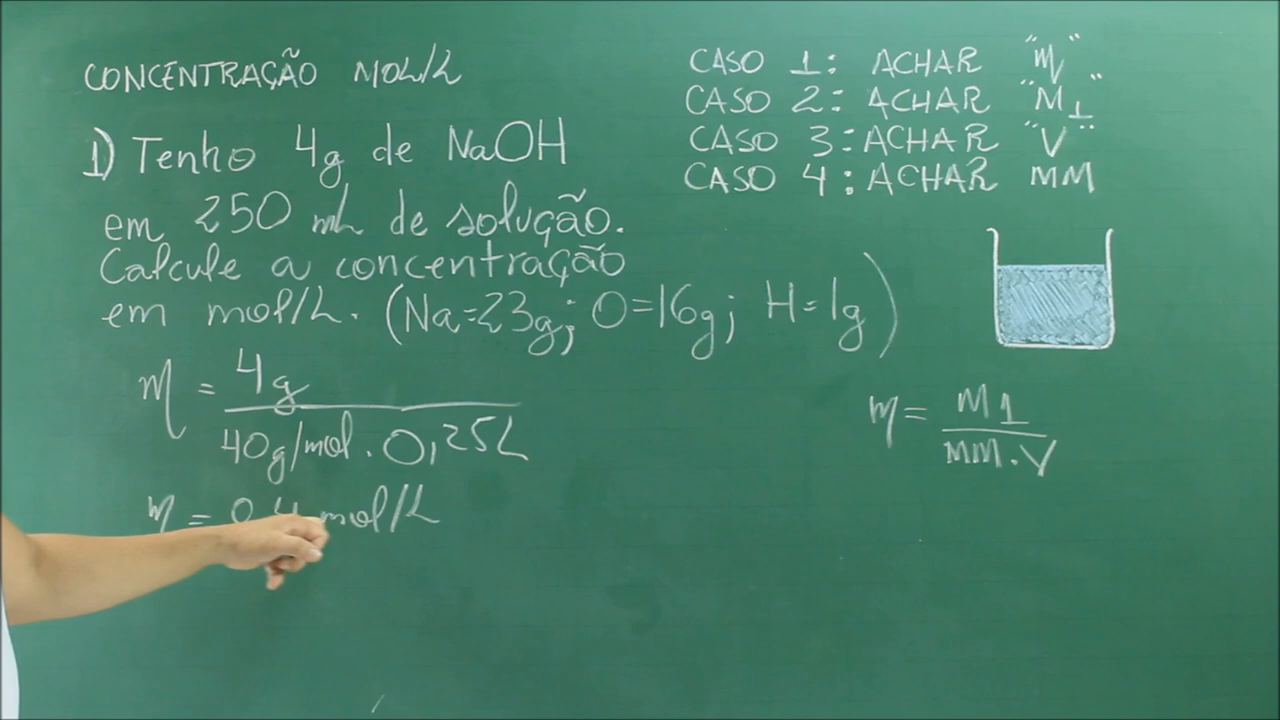 CONCENTRAÇÃO MOL/L
1) Tenho 4g de NaOH
em 250 mL de solução.
Calcule a concentração
em mol/L. (Na=23g; O=16g; H=1g)
η = 4g
40g/mol . 0,25L
η = 0,4 mol/L
CASO 1: ACHAR "η"
CASO 2: ACHAR "M1"
CASO 3: ACHAR "V"
CASO 4: ACHAR MM
η = M1
MM.V